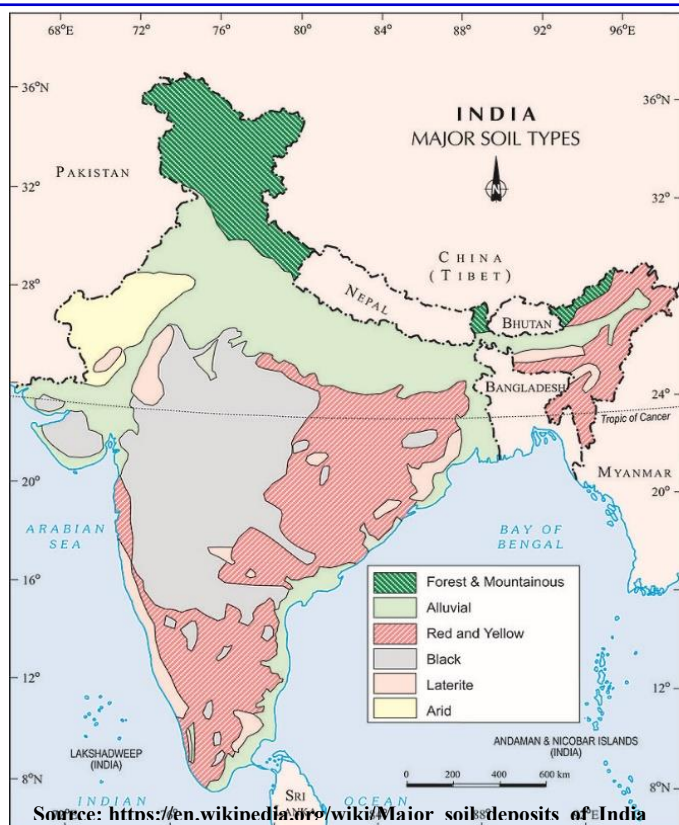 68°E 72° 76° 80° 84° 88° 92° 96°E
36°N
36°N
INDIA
MAJOR SOIL TYPES
N
PAKISTAN
32°
32°
CHINA
(TIBET)
28°
28°
NEPAL
BHUTAN
BANGLADESH
24°
24°
Tropic of Cancer
MYANMAR
20°
20°
ARABIAN
SEA
BAY OF
BENGAL
16°
Forest & Mountainous
Alluvial
Red and Yellow
Black
Laterite
Arid
12°
12°
LAKSHADWEEP
(INDIA)
ANDAMAN & NICOBAR ISLANDS
(INDIA)
8°N
8°N
0 200 400 600 km
INDIAN OCEAN
SRI
Source: https://en.wikipedia.org/wiki/Major_soil_deposits_of_India